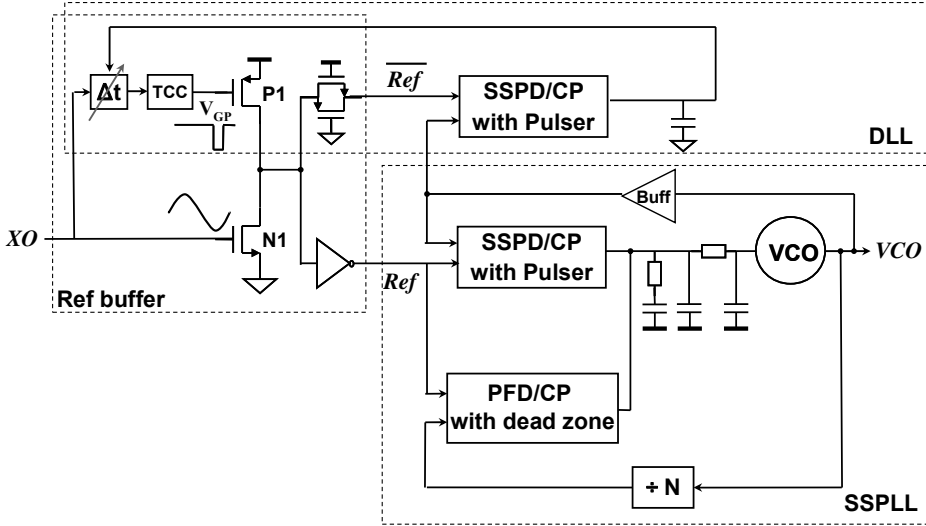 Δt
TCC
P1
V_GP
Ref
SSPD/CP
with Pulser
DLL
XO
N1
Ref buffer
Ref
Buff
SSPD/CP
with Pulser
VCO
VCO
PFD/CP
with dead zone
÷ N
SSPLL